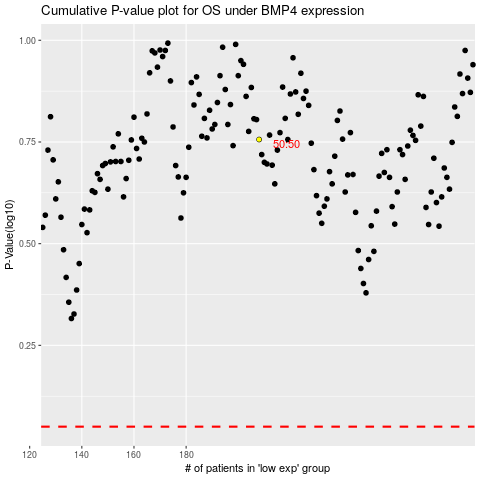 Cumulative P-value plot for OS under BMP4 expression
P-Value(log10)
1.00
0.75
0.50
0.25
50:50
120 140 160 180
# of patients in 'low exp' group